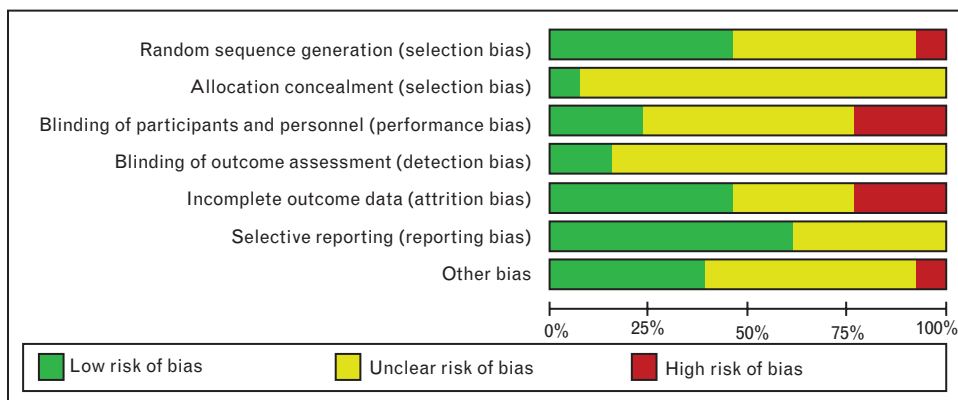 Random sequence generation (selection bias)
Allocation concealment (selection bias)
Blinding of participants and personnel (performance bias)
Blinding of outcome assessment (detection bias)
Incomplete outcome data (attrition bias)
Selective reporting (reporting bias)
Other bias
0% 25% 50% 75% 100%
Low risk of bias Unclear risk of bias High risk of bias